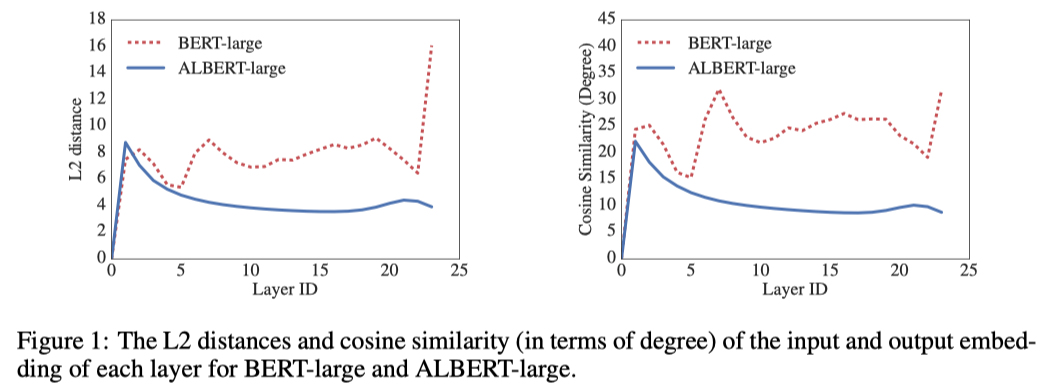 18
16
14
12
10
8
6
4
2
0
L2 distance
BERT-large
ALBERT-large
0 5 10 15 20 25
Layer ID
45
40
35
30
25
20
15
10
5
0
Cosine Similarity (Degree)
BERT-large
ALBERT-large
0 5 10 15 20 25
Layer ID
Figure 1: The L2 distances and cosine similarity (in terms of degree) of the input and output embed-
ding of each layer for BERT-large and ALBERT-large.